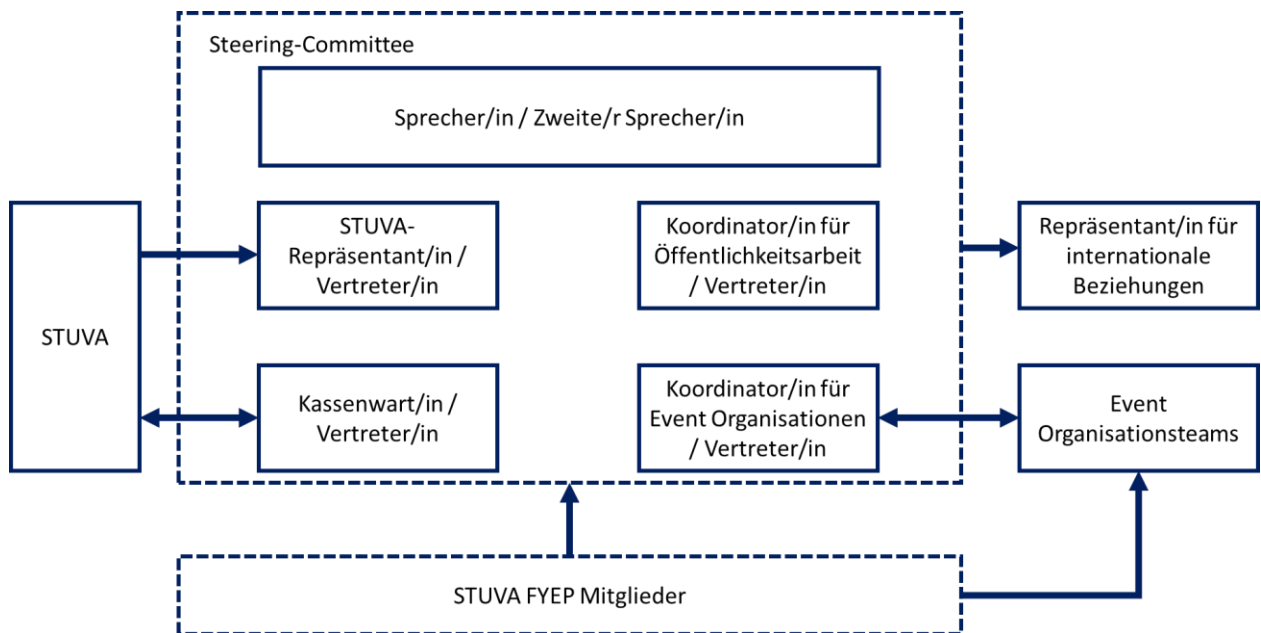 Steering-Committee
Sprecher/in / Zweite/r Sprecher/in
STUVA
STUVA-
Repräsentant/in /
Vertreter/in
Koordinator/in für
Öffentlichkeitsarbeit
/ Vertreter/in
Repräsentant/in für
internationale
Beziehungen
Kassenwart/in /
Vertreter/in
Koordinator/in für
Event Organisationen
/ Vertreter/in
Event
Organisationsteams
STUVA FYEP Mitglieder